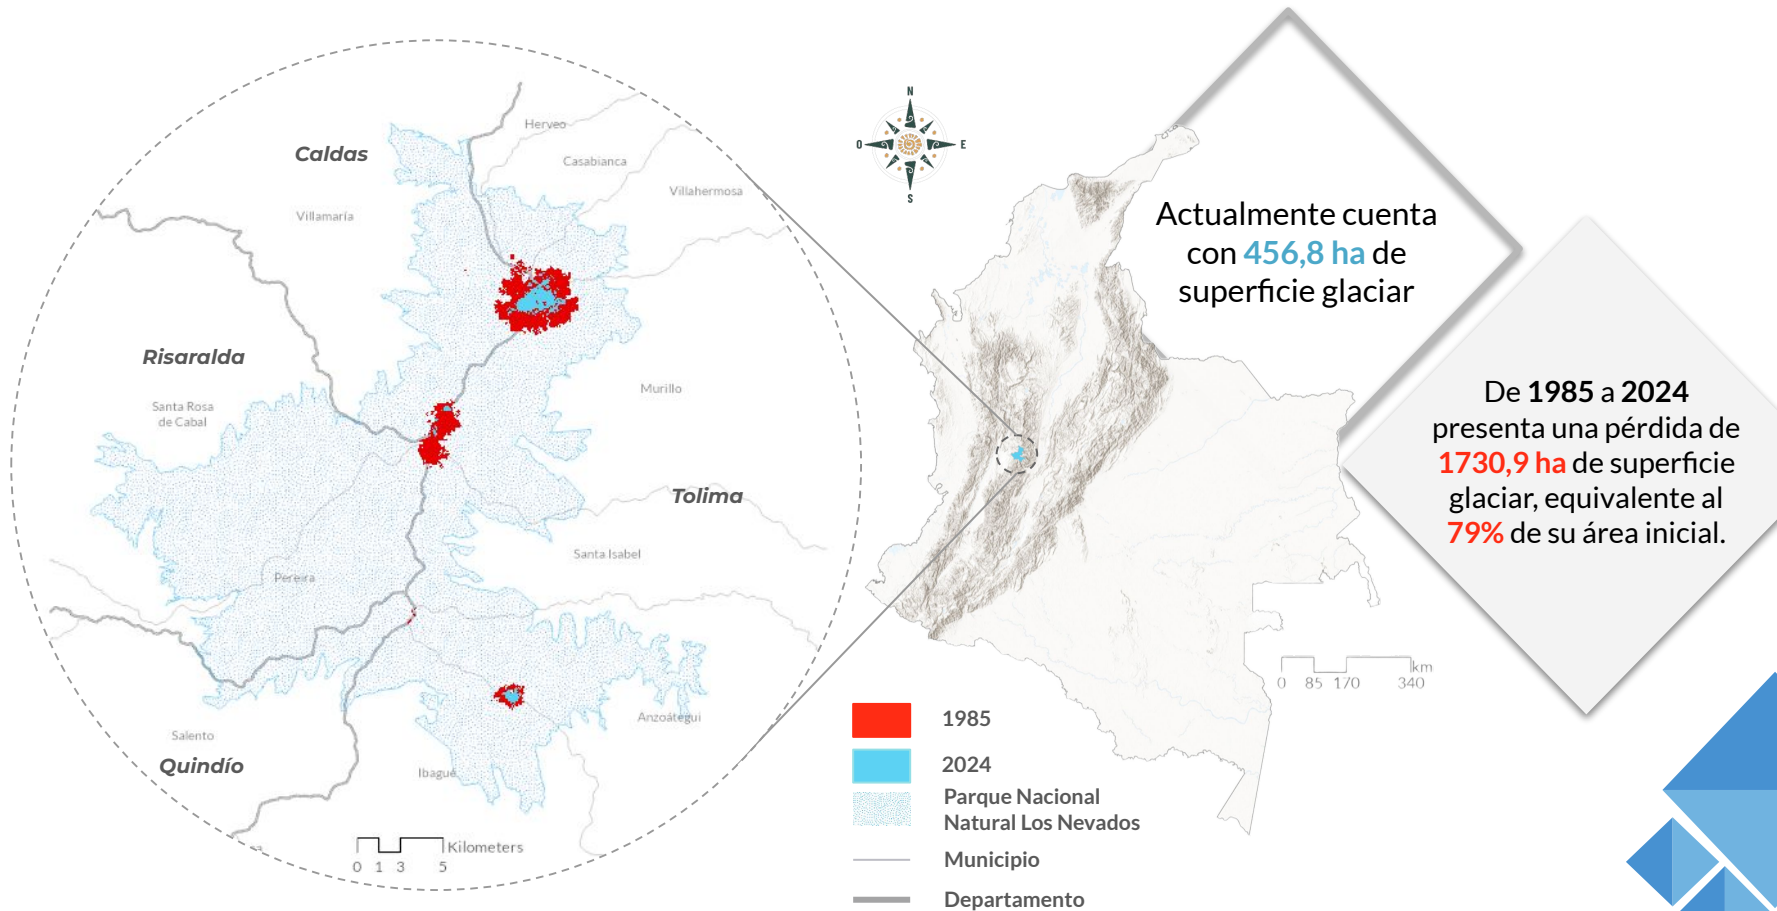 Caldas
Herveo
Casabianca
Villahermosa
Villamaría
Risaralda
Santa Rosa
de Cabal
Murillo
Tolima
Santa Isabel
Pereira
Anzoátegui
Salento
Quindío
Ibagué
Kilometers
0 1 3 5
N
O E
S
Actualmente cuenta
con 456,8 ha de
superficie glaciar
De 1985 a 2024
presenta una pérdida de
1730,9 ha de superficie
glaciar, equivalente al
79% de su área inicial.
km
0 85 170 340
1985
2024
Parque Nacional
Natural Los Nevados
Municipio
Departamento